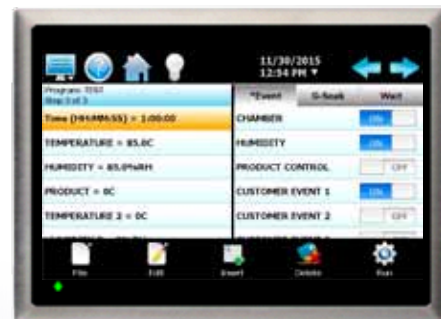 11/30/2015
12:54 PM ▼
Program: TEST
Step 3 of 3
*Event G-Soak Wait
Time (HH:MM:SS) = 1:00:00
CHAMBER ON
TEMPERATURE = 85.0C
HUMIDITY ON
HUMIDITY = 85.0%RH
PRODUCT CONTROL OFF
PRODUCT = 0C
CUSTOMER EVENT 1 ON
TEMPERATURE 2 = 0C
CUSTOMER EVENT 2 OFF
File Edit Insert Delete Run